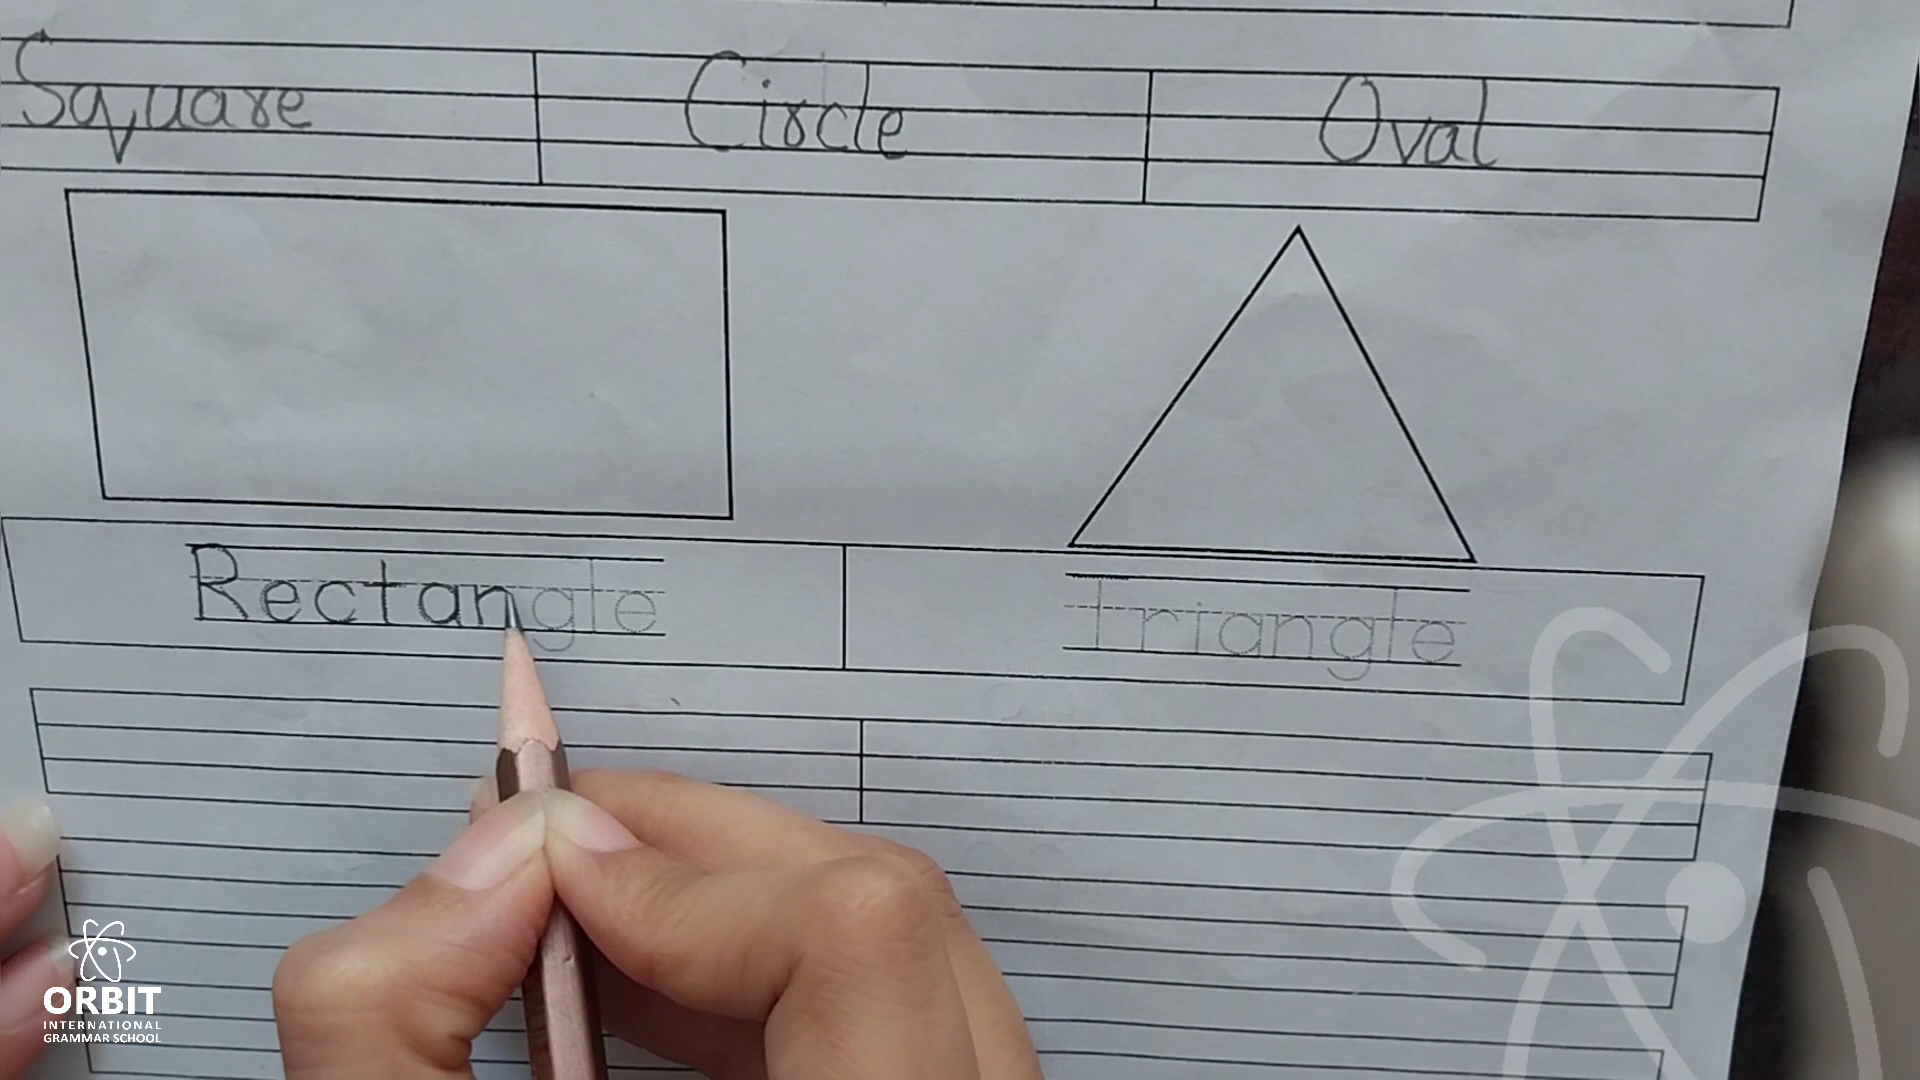 Square Circle Oval
Rectangle Triangle
ORBIT
INTERNATIONAL
GRAMMAR SCHOOL